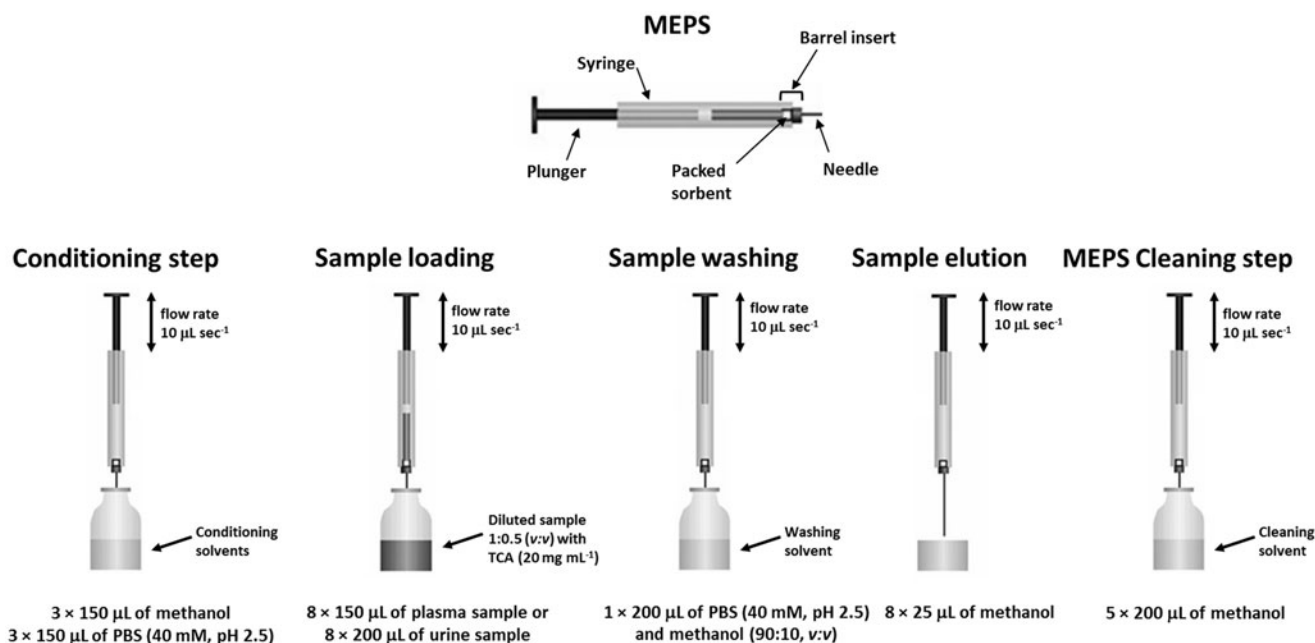 MEPS
Barrel insert
Syringe
Plunger
Packed
sorbent
Needle
Conditioning step
flow rate
10 µL sec⁻¹
Conditioning
solvents
3 × 150 µL of methanol
3 × 150 µL of PBS (40 mM, pH 2.5)
Sample loading
flow rate
10 µL sec⁻¹
Diluted sample
1:0.5 (v:v) with
TCA (20 mg mL⁻¹)
8 × 150 µL of plasma sample or
8 × 200 µL of urine sample
Sample washing
flow rate
10 µL sec⁻¹
Washing
solvent
1 × 200 µL of PBS (40 mM, pH 2.5)
and methanol (90:10, v:v)
Sample elution
flow rate
10 µL sec⁻¹
8 × 25 µL of methanol
MEPS Cleaning step
flow rate
10 µL sec⁻¹
Cleaning
solvent
5 × 200 µL of methanol